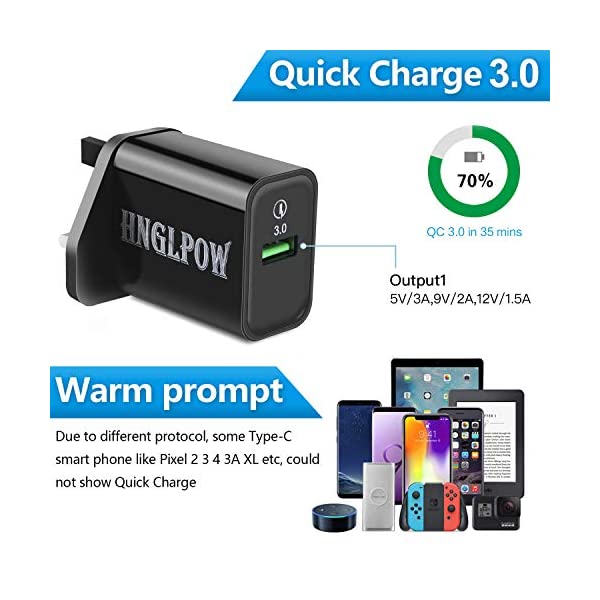 Quick Charge 3.0
70%
QC 3.0 in 35 mins
3.0
HNGLPOW
Output1
5V/3A,9V/2A,12V/1.5A
Warm prompt
Due to different protocol, some Type-C
smart phone like Pixel 2 3 4 3A XL etc, could
not show Quick Charge